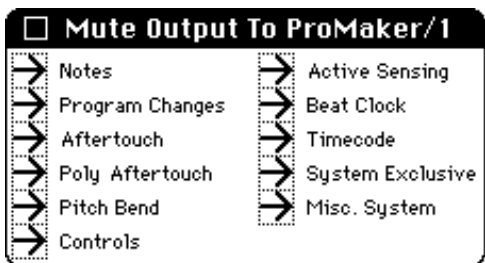 Mute Output To ProMaker/1
Notes
Program Changes
Aftertouch
Poly Aftertouch
Pitch Bend
Controls
Active Sensing
Beat Clock
Timecode
System Exclusive
Misc. System